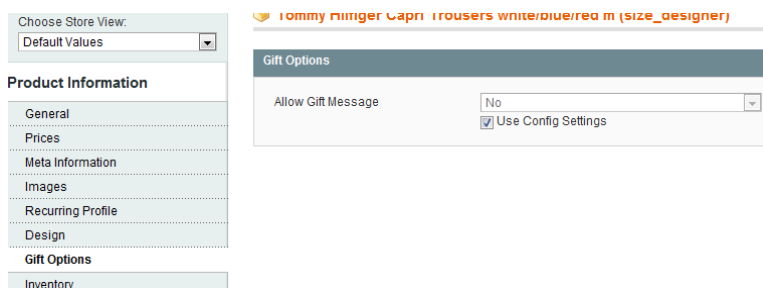 Choose Store View:
Default Values
Product Information
General
Prices
Meta Information
Images
Recurring Profile
Design
Gift Options
Inventory
Tommy Hilfiger Capri Trousers white/blue/red m (size_designer)
Gift Options
Allow Gift Message
No
Use Config Settings